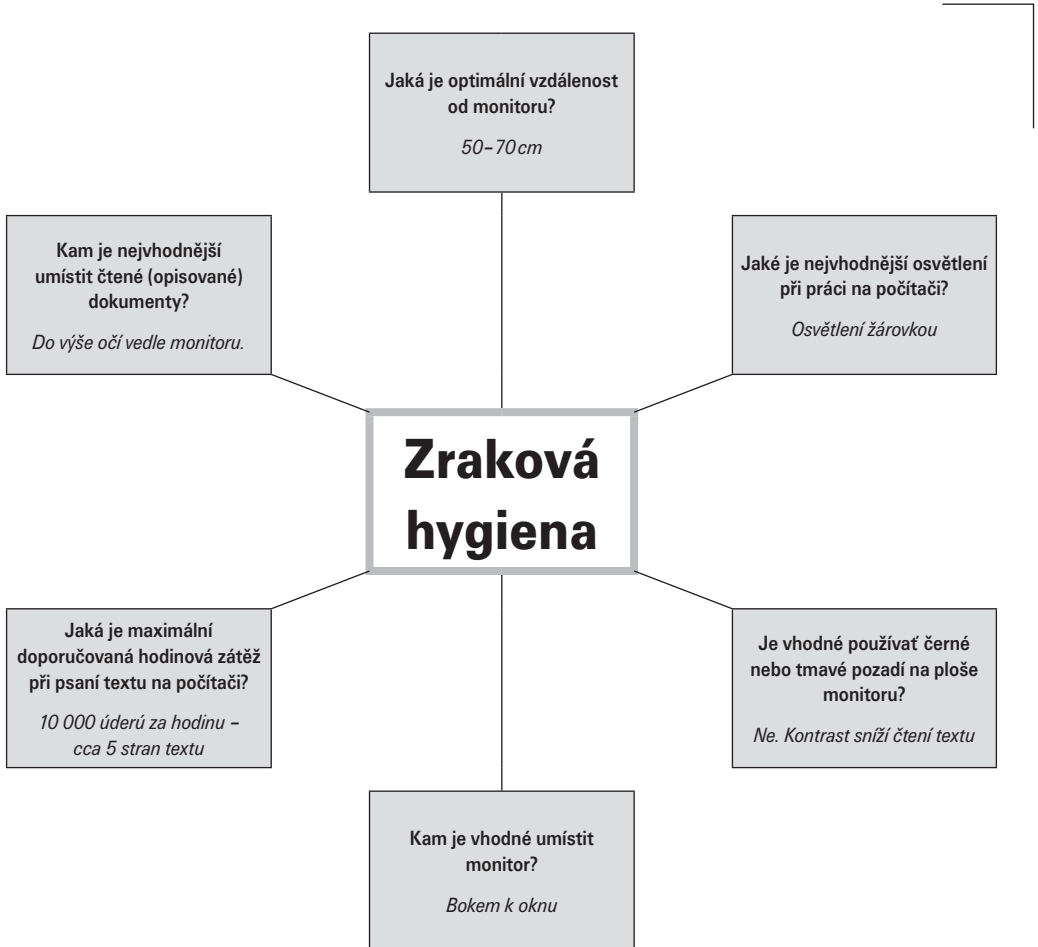 Jaká je optimální vzdálenost
od monitoru?
50–70 cm
Kam je nejvhodnější
umístit čtené (opisované)
dokumenty?
Do výše očí vedle monitoru.
Jaké je nejvhodnější osvětlení
při práci na počítači?
Osvětlení žárovkou
Zraková
hygiena
Jaká je maximální
doporučovaná hodinová zátěž
při psaní textu na počítači?
10 000 úderú za hodinu –
cca 5 stran textu
Je vhodné používať černé
nebo tmavé pozadí na ploše
monitoru?
Ne. Kontrast sníží čtení textu
Kam je vhodné umístit
monitor?
Bokem k oknu